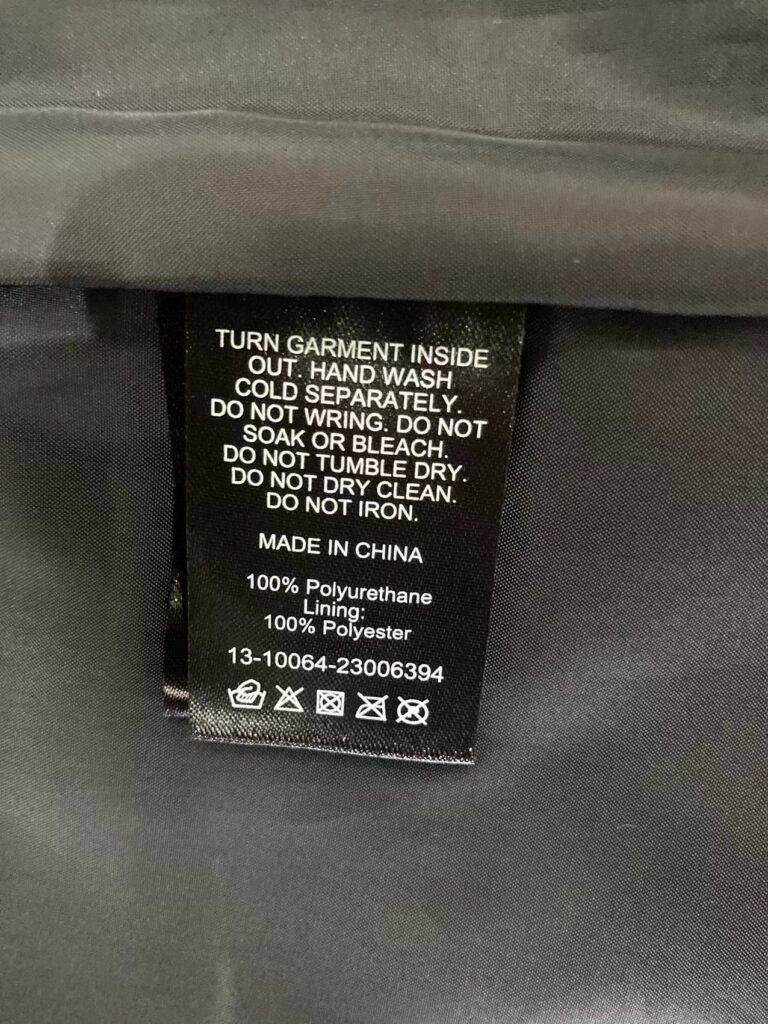 TURN GARMENT INSIDE
OUT. HAND WASH
COLD SEPARATELY.
DO NOT WRING. DO NOT
SOAK OR BLEACH.
DO NOT TUMBLE DRY.
DO NOT DRY CLEAN.
DO NOT IRON.
MADE IN CHINA
100% Polyurethane
Lining:
100% Polyester
13-10064-23006394